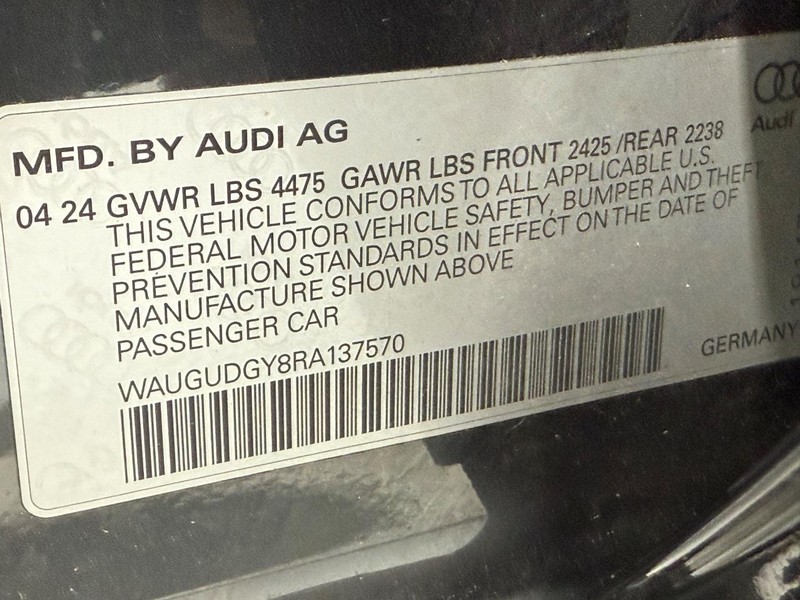 MFD. BY AUDI AG
04 24 GVWR LBS 4475 GAWR LBS FRONT 2425 /REAR 2238
THIS VEHICLE CONFORMS TO ALL APPLICABLE U.S.
FEDERAL MOTOR VEHICLE SAFETY, BUMPER AND THEFT
PREVENTION STANDARDS IN EFFECT ON THE DATE OF
MANUFACTURE SHOWN ABOVE
PASSENGER CAR
WAUGUDGY8RA137570
GERMANY
Audi